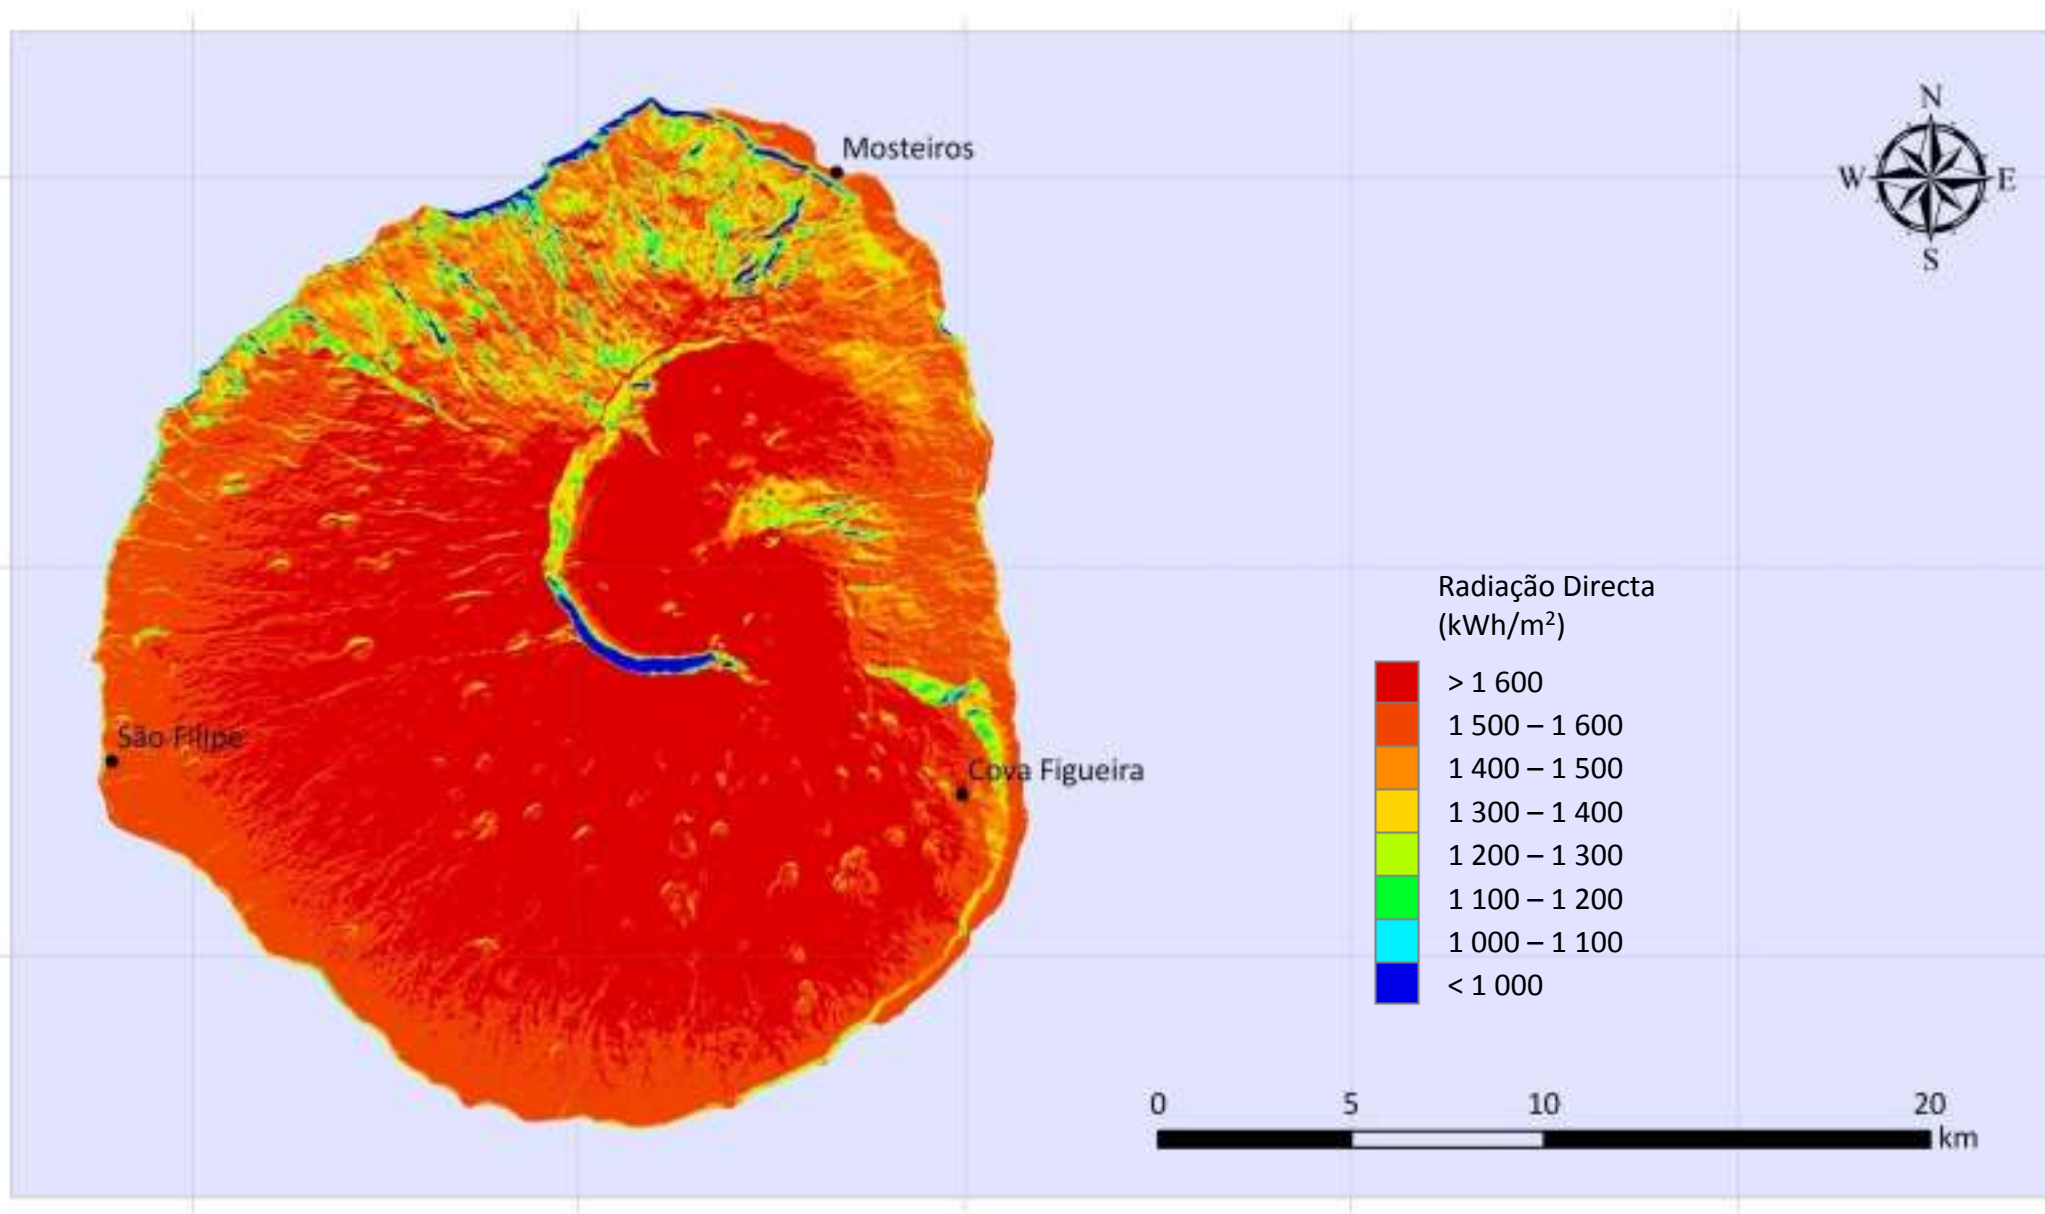 N
Mosteiros
W
E
S
Radiação Directa
(kWh/m²)
> 1 600
São Filipe
1 500 – 1 600
1 400 – 1 500
Cova Figueira
1 300 – 1 400
1 200 – 1 300
1 100 – 1 200
1 000 – 1 100
< 1 000
0 5 10 20
km